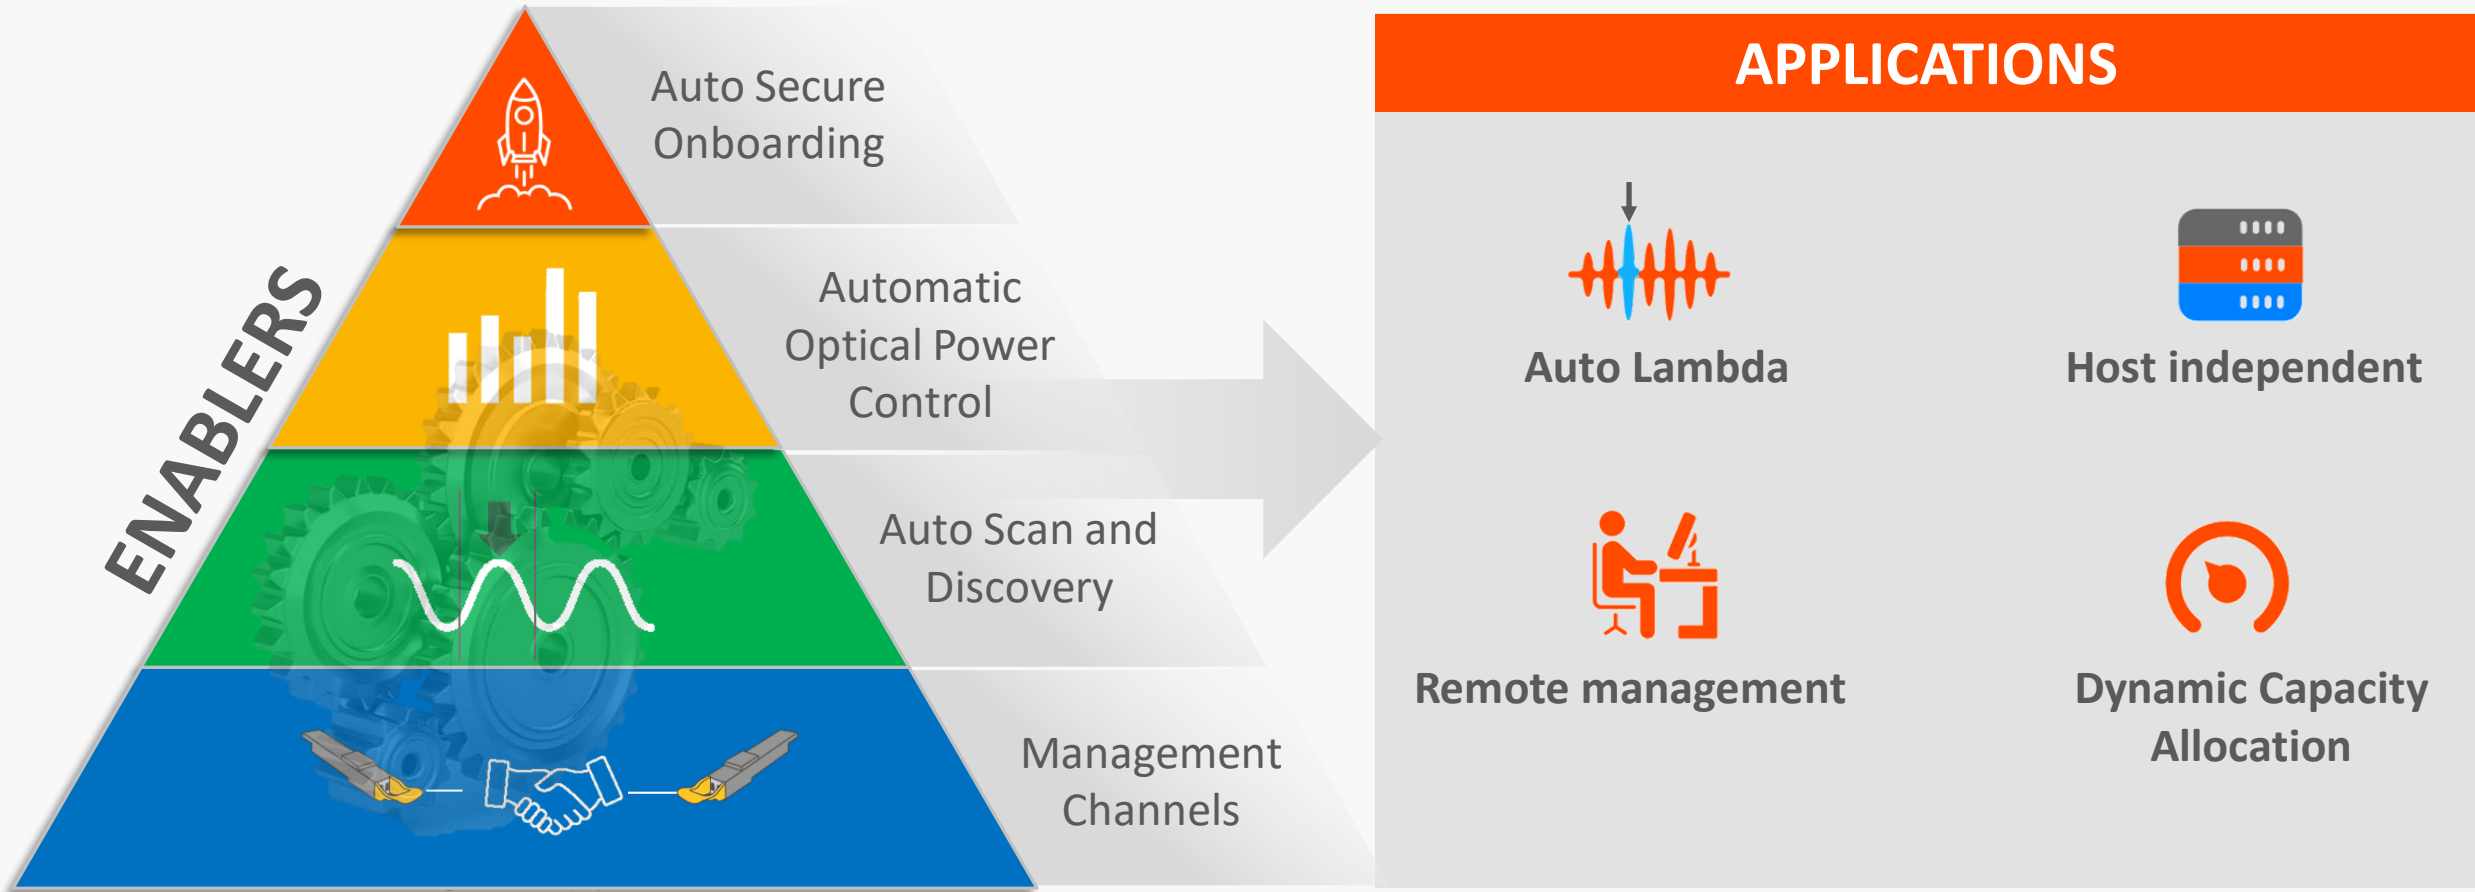 ENABLERS
Auto Secure
Onboarding
Automatic
Optical Power
Control
Auto Scan and
Discovery
Management
Channels
APPLICATIONS
Auto Lambda
Host independent
Remote management
Dynamic Capacity
Allocation